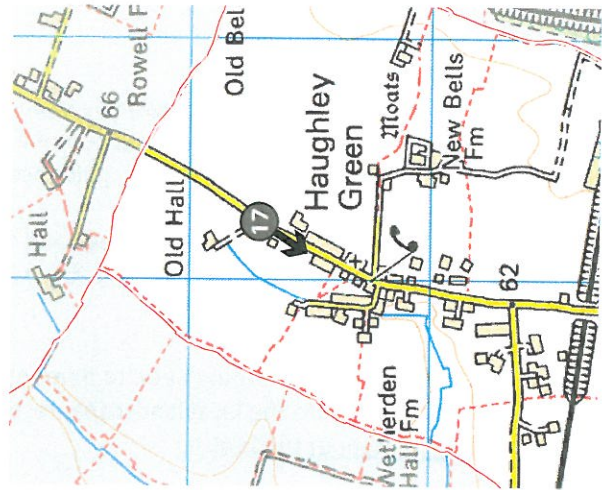 Rowell F
66
Hall
Old Bel
Old Hall
17
Haughley
Green
Moats
New Bells
Fm
62
Wetherden
Hall Fm